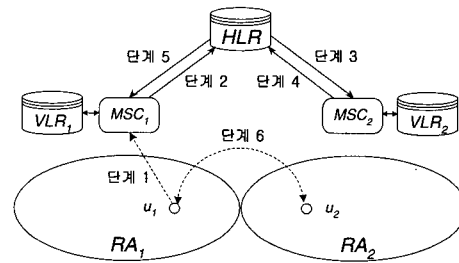 HLR
단계 5
단계 3
단계 2
단계 4
VLR₁
MSC₁
MSC₂
VLR₂
단계 6
단계 1
u₁
u₂
RA₁
RA₂